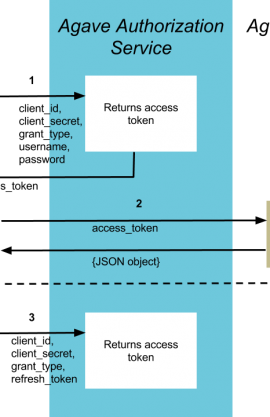 Agave Authorization Ag
Service
1
client_id,
client_secret,
grant_type,
username,
password
Returns access
token
s_token
2
access_token
{JSON object}
3
client_id,
client_secret,
grant_type,
refresh_token
Returns access
token